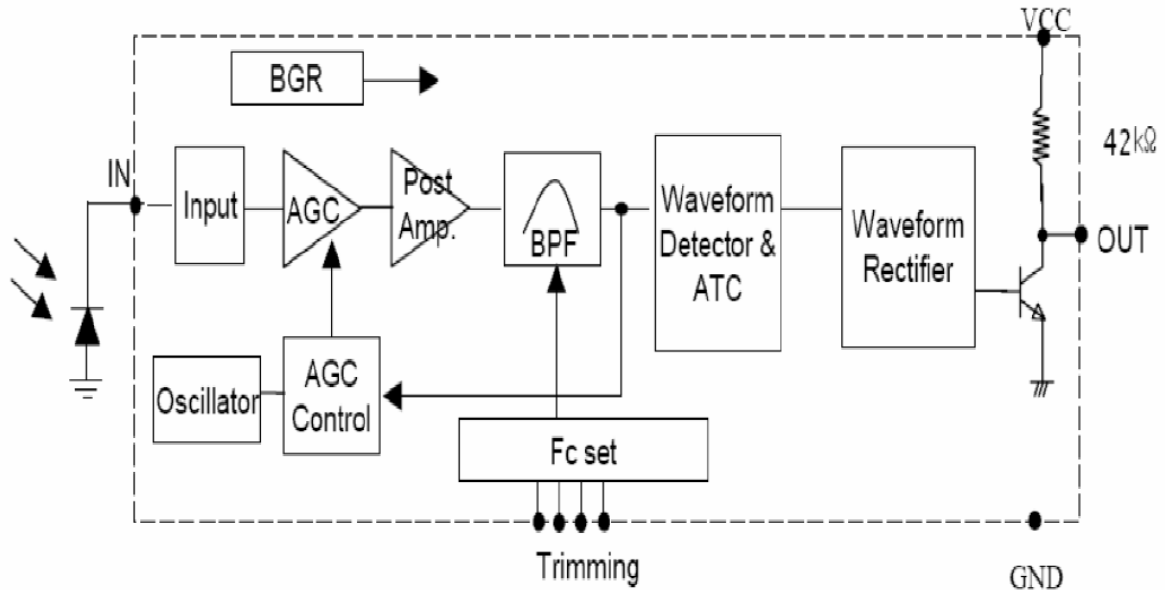 VCC
BGR
42kΩ
IN
Input
AGC
Post
Amp.
BPF
Waveform
Detector &
ATC
Waveform
Rectifier
OUT
Oscillator
AGC
Control
Fc set
Trimming
GND